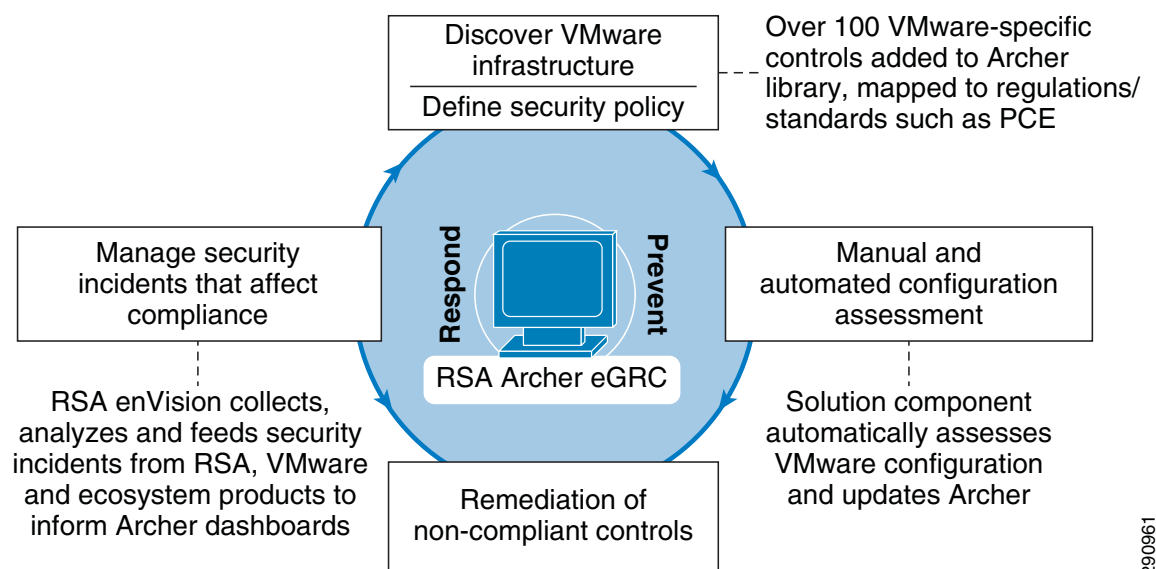 Discover VMware
infrastructure
Define security policy
Over 100 VMware-specific
controls added to Archer
library, mapped to regulations/
standards such as PCE
Manage security
incidents that affect
compliance
Respond
Prevent
RSA Archer eGRC
Manual and
automated configuration
assessment
RSA enVision collects,
analyzes and feeds security
incidents from RSA, VMware
and ecosystem products to
inform Archer dashboards
Solution component
automatically assesses
VMware configuration
and updates Archer
Remediation of
non-compliant controls
290961